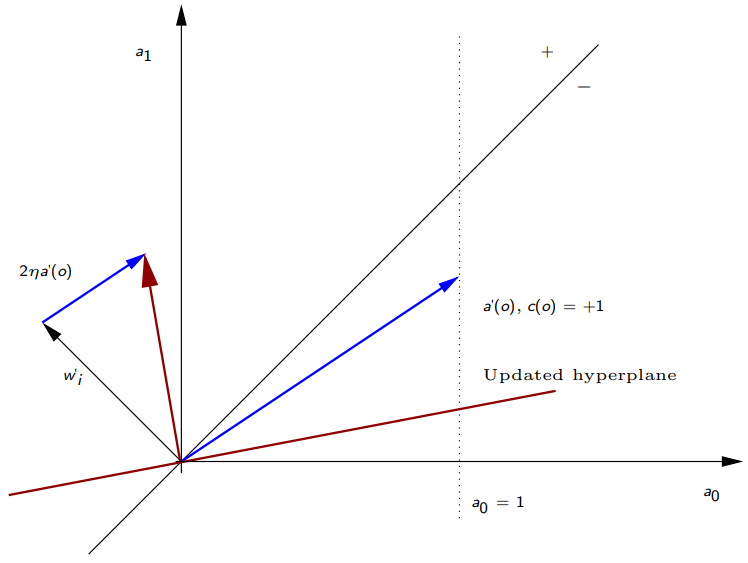 a1
+
−
2ηa'(o)
a'(o), c(o) = +1
w'i
Updated hyperplane
a0
a0 = 1